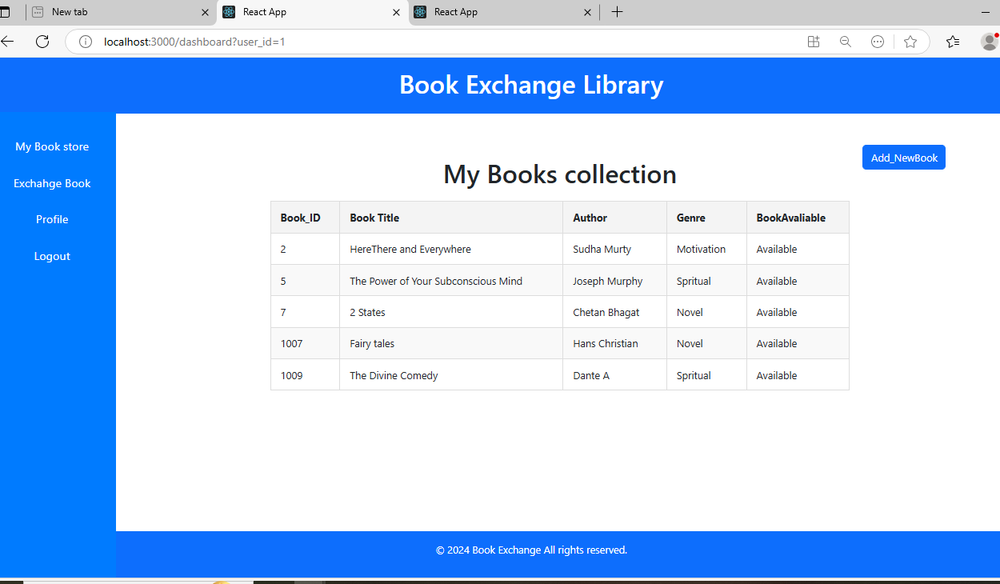 New tab
React App
React App
localhost:3000/dashboard?user_id=1
Book Exchange Library
My Book store
Exchahge Book
Profile
Logout
Add_NewBook
My Books collection
Book_ID Book Title Author Genre BookAvaliable
2 HereThere and Everywhere Sudha Murty Motivation Available
5 The Power of Your Subconscious Mind Joseph Murphy Spritual Available
7 2 States Chetan Bhagat Novel Available
1007 Fairy tales Hans Christian Novel Available
1009 The Divine Comedy Dante A Spritual Available
© 2024 Book Exchange All rights reserved.